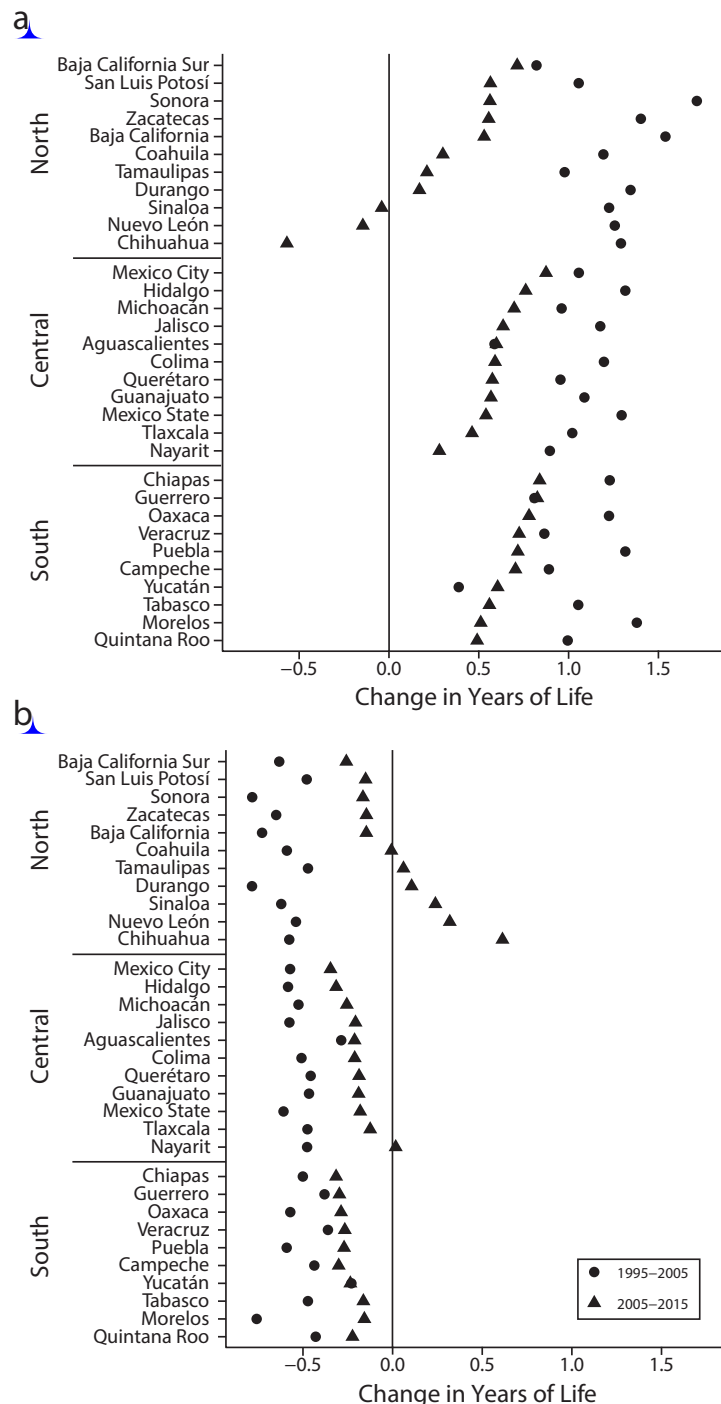 a
North
Baja California Sur
San Luis Potosí
Sonora
Zacatecas
Baja California
Coahuila
Tamaulipas
Durango
Sinaloa
Nuevo León
Chihuahua
Central
Mexico City
Hidalgo
Michoacán
Jalisco
Aguascalientes
Colima
Querétaro
Guanajuato
Mexico State
Tlaxcala
Nayarit
South
Chiapas
Guerrero
Oaxaca
Veracruz
Puebla
Campeche
Yucatán
Tabasco
Morelos
Quintana Roo
−0.5 0.0 0.5 1.0 1.5
Change in Years of Life
b
North
Baja California Sur
San Luis Potosí
Sonora
Zacatecas
Baja California
Coahuila
Tamaulipas
Durango
Sinaloa
Nuevo León
Chihuahua
Central
Mexico City
Hidalgo
Michoacán
Jalisco
Aguascalientes
Colima
Querétaro
Guanajuato
Mexico State
Tlaxcala
Nayarit
South
Chiapas
Guerrero
Oaxaca
Veracruz
Puebla
Campeche
Yucatán
Tabasco
Morelos
Quintana Roo
1995−2005
2005−2015
−0.5 0.0 0.5 1.0 1.5
Change in Years of Life